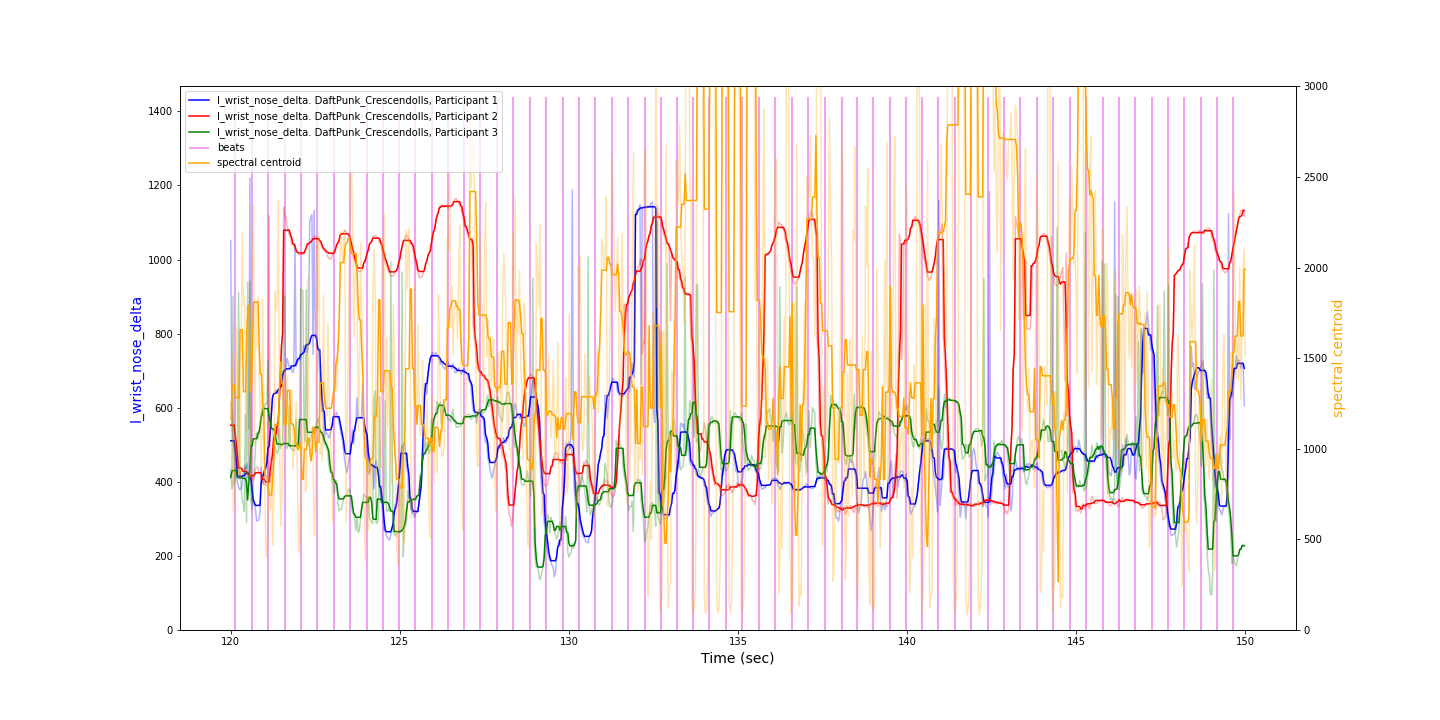 l_wrist_nose_delta. DaftPunk_Crescendolls, Participant 1
l_wrist_nose_delta. DaftPunk_Crescendolls, Participant 2
l_wrist_nose_delta. DaftPunk_Crescendolls, Participant 3
beats
spectral centroid
l_wrist_nose_delta
1400
1200
1000
800
600
400
200
0
3000
2500
2000
1500
1000
500
0
spectral centroid
120
125
130
135
140
145
150
Time (sec)